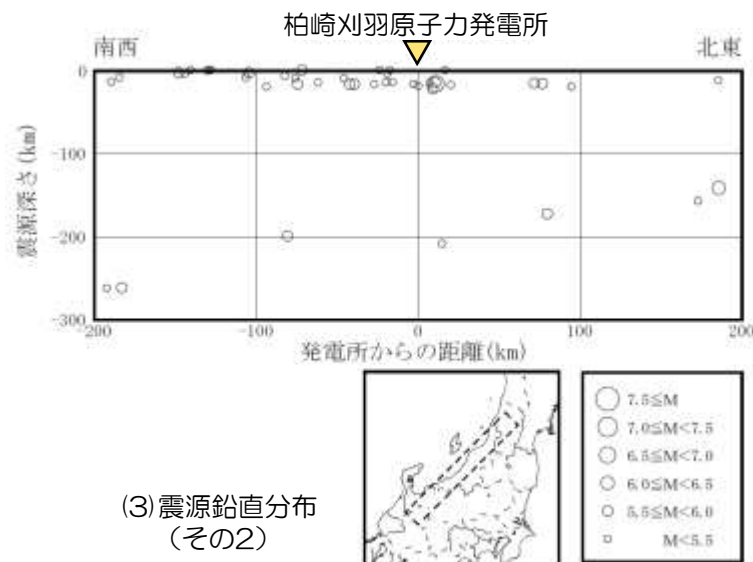 柏崎刈羽原子力発電所
南西
北東
0
-100
-200
-300
震源深さ(km)
-200
-100
0
100
200
発電所からの距離(km)
(3)震源鉛直分布
(その2)
7.5≦M
7.0≦M<7.5
6.5≦M<7.0
6.0≦M<6.5
5.5≦M<6.0
M<5.5